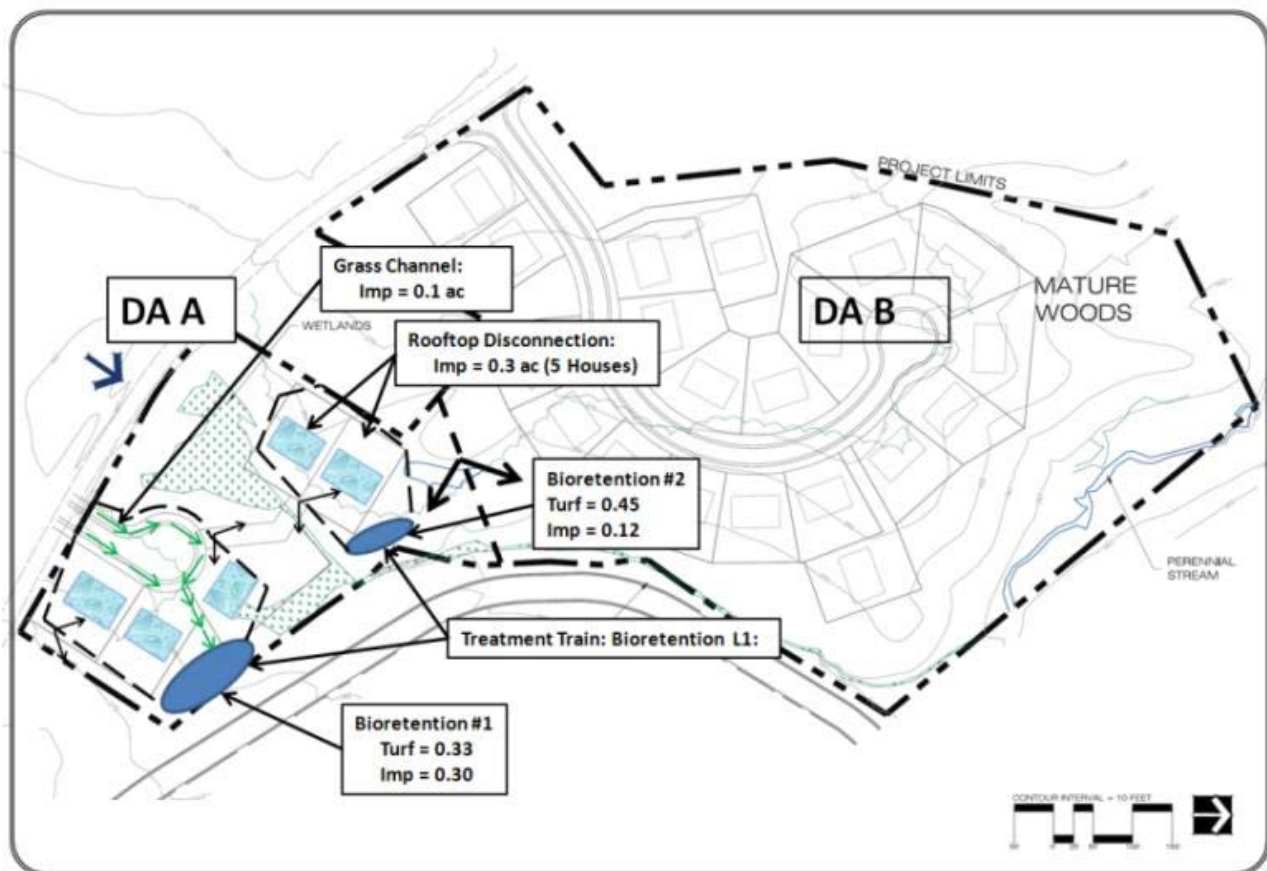 PROJECT LIMITS
Grass Channel:
Imp = 0.1 ac
DA A
DA B
MATURE
WOODS
WETLANDS
Rooftop Disconnection:
Imp = 0.3 ac (5 Houses)
Bioretention #2
Turf = 0.45
Imp = 0.12
PERENNIAL
STREAM
Treatment Train: Bioretention L1:
Bioretention #1
Turf = 0.33
Imp = 0.30
CONTOUR INTERVAL = 10 FEET